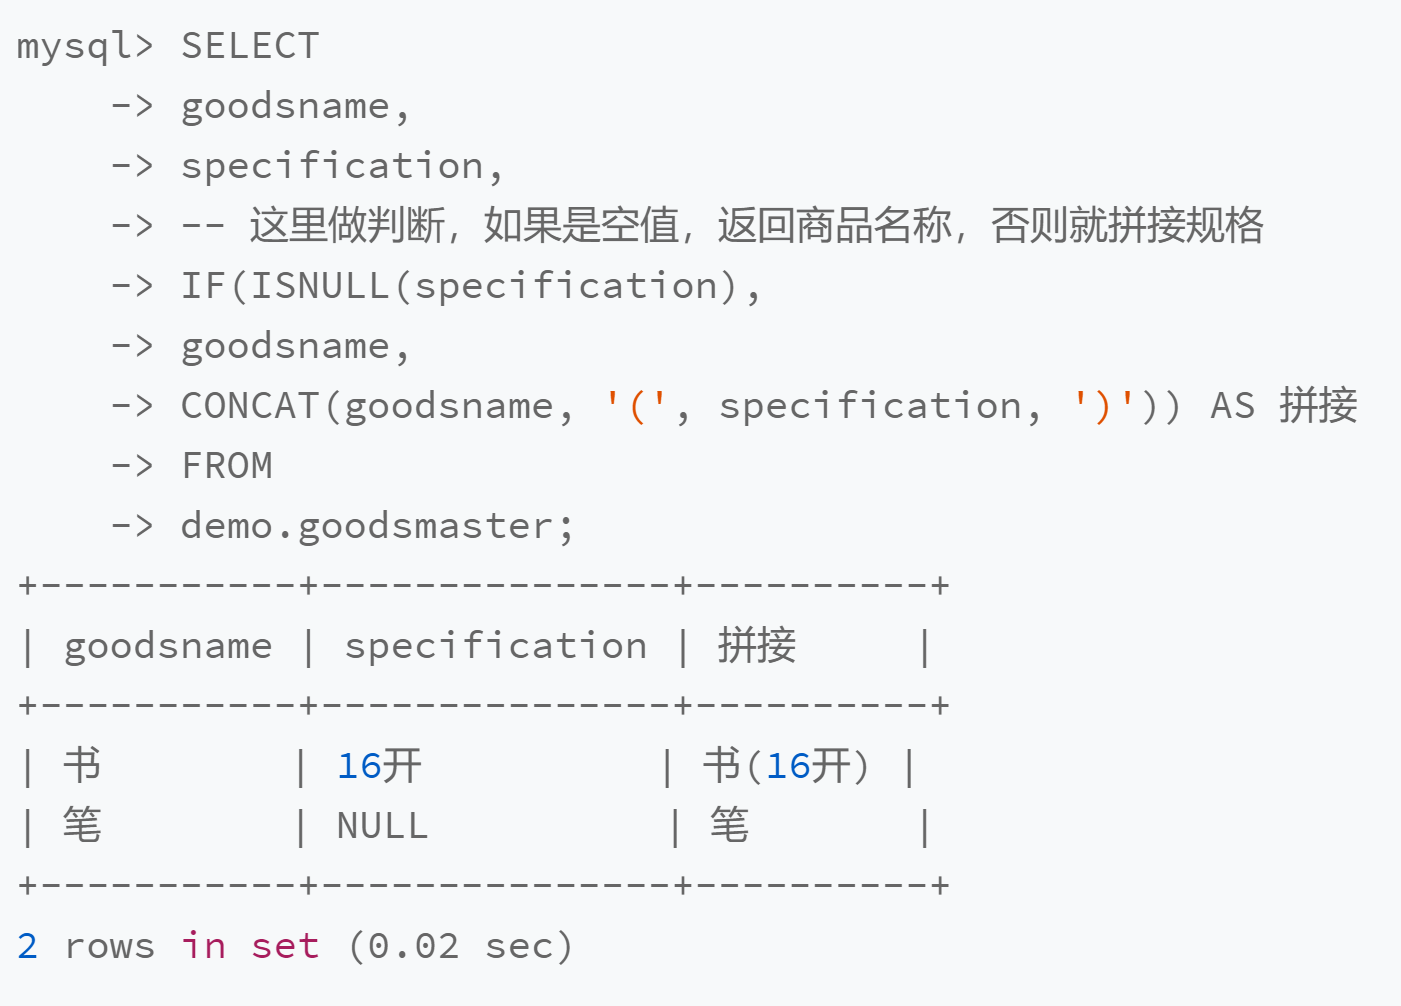 mysql> SELECT
    -> goodsname,
    -> specification,
    -> -- 这里做判断，如果是空值，返回商品名称，否则就拼接规格
    -> IF(ISNULL(specification),
    -> goodsname,
    -> CONCAT(goodsname, '(', specification, ')')) AS 拼接
    -> FROM
    -> demo.goodsmaster;
+-----------+---------------+----------+
| goodsname | specification | 拼接     |
+-----------+---------------+----------+
| 书        | 16开          | 书(16开) |
| 笔        | NULL          | 笔       |
+-----------+---------------+----------+
2 rows in set (0.02 sec)